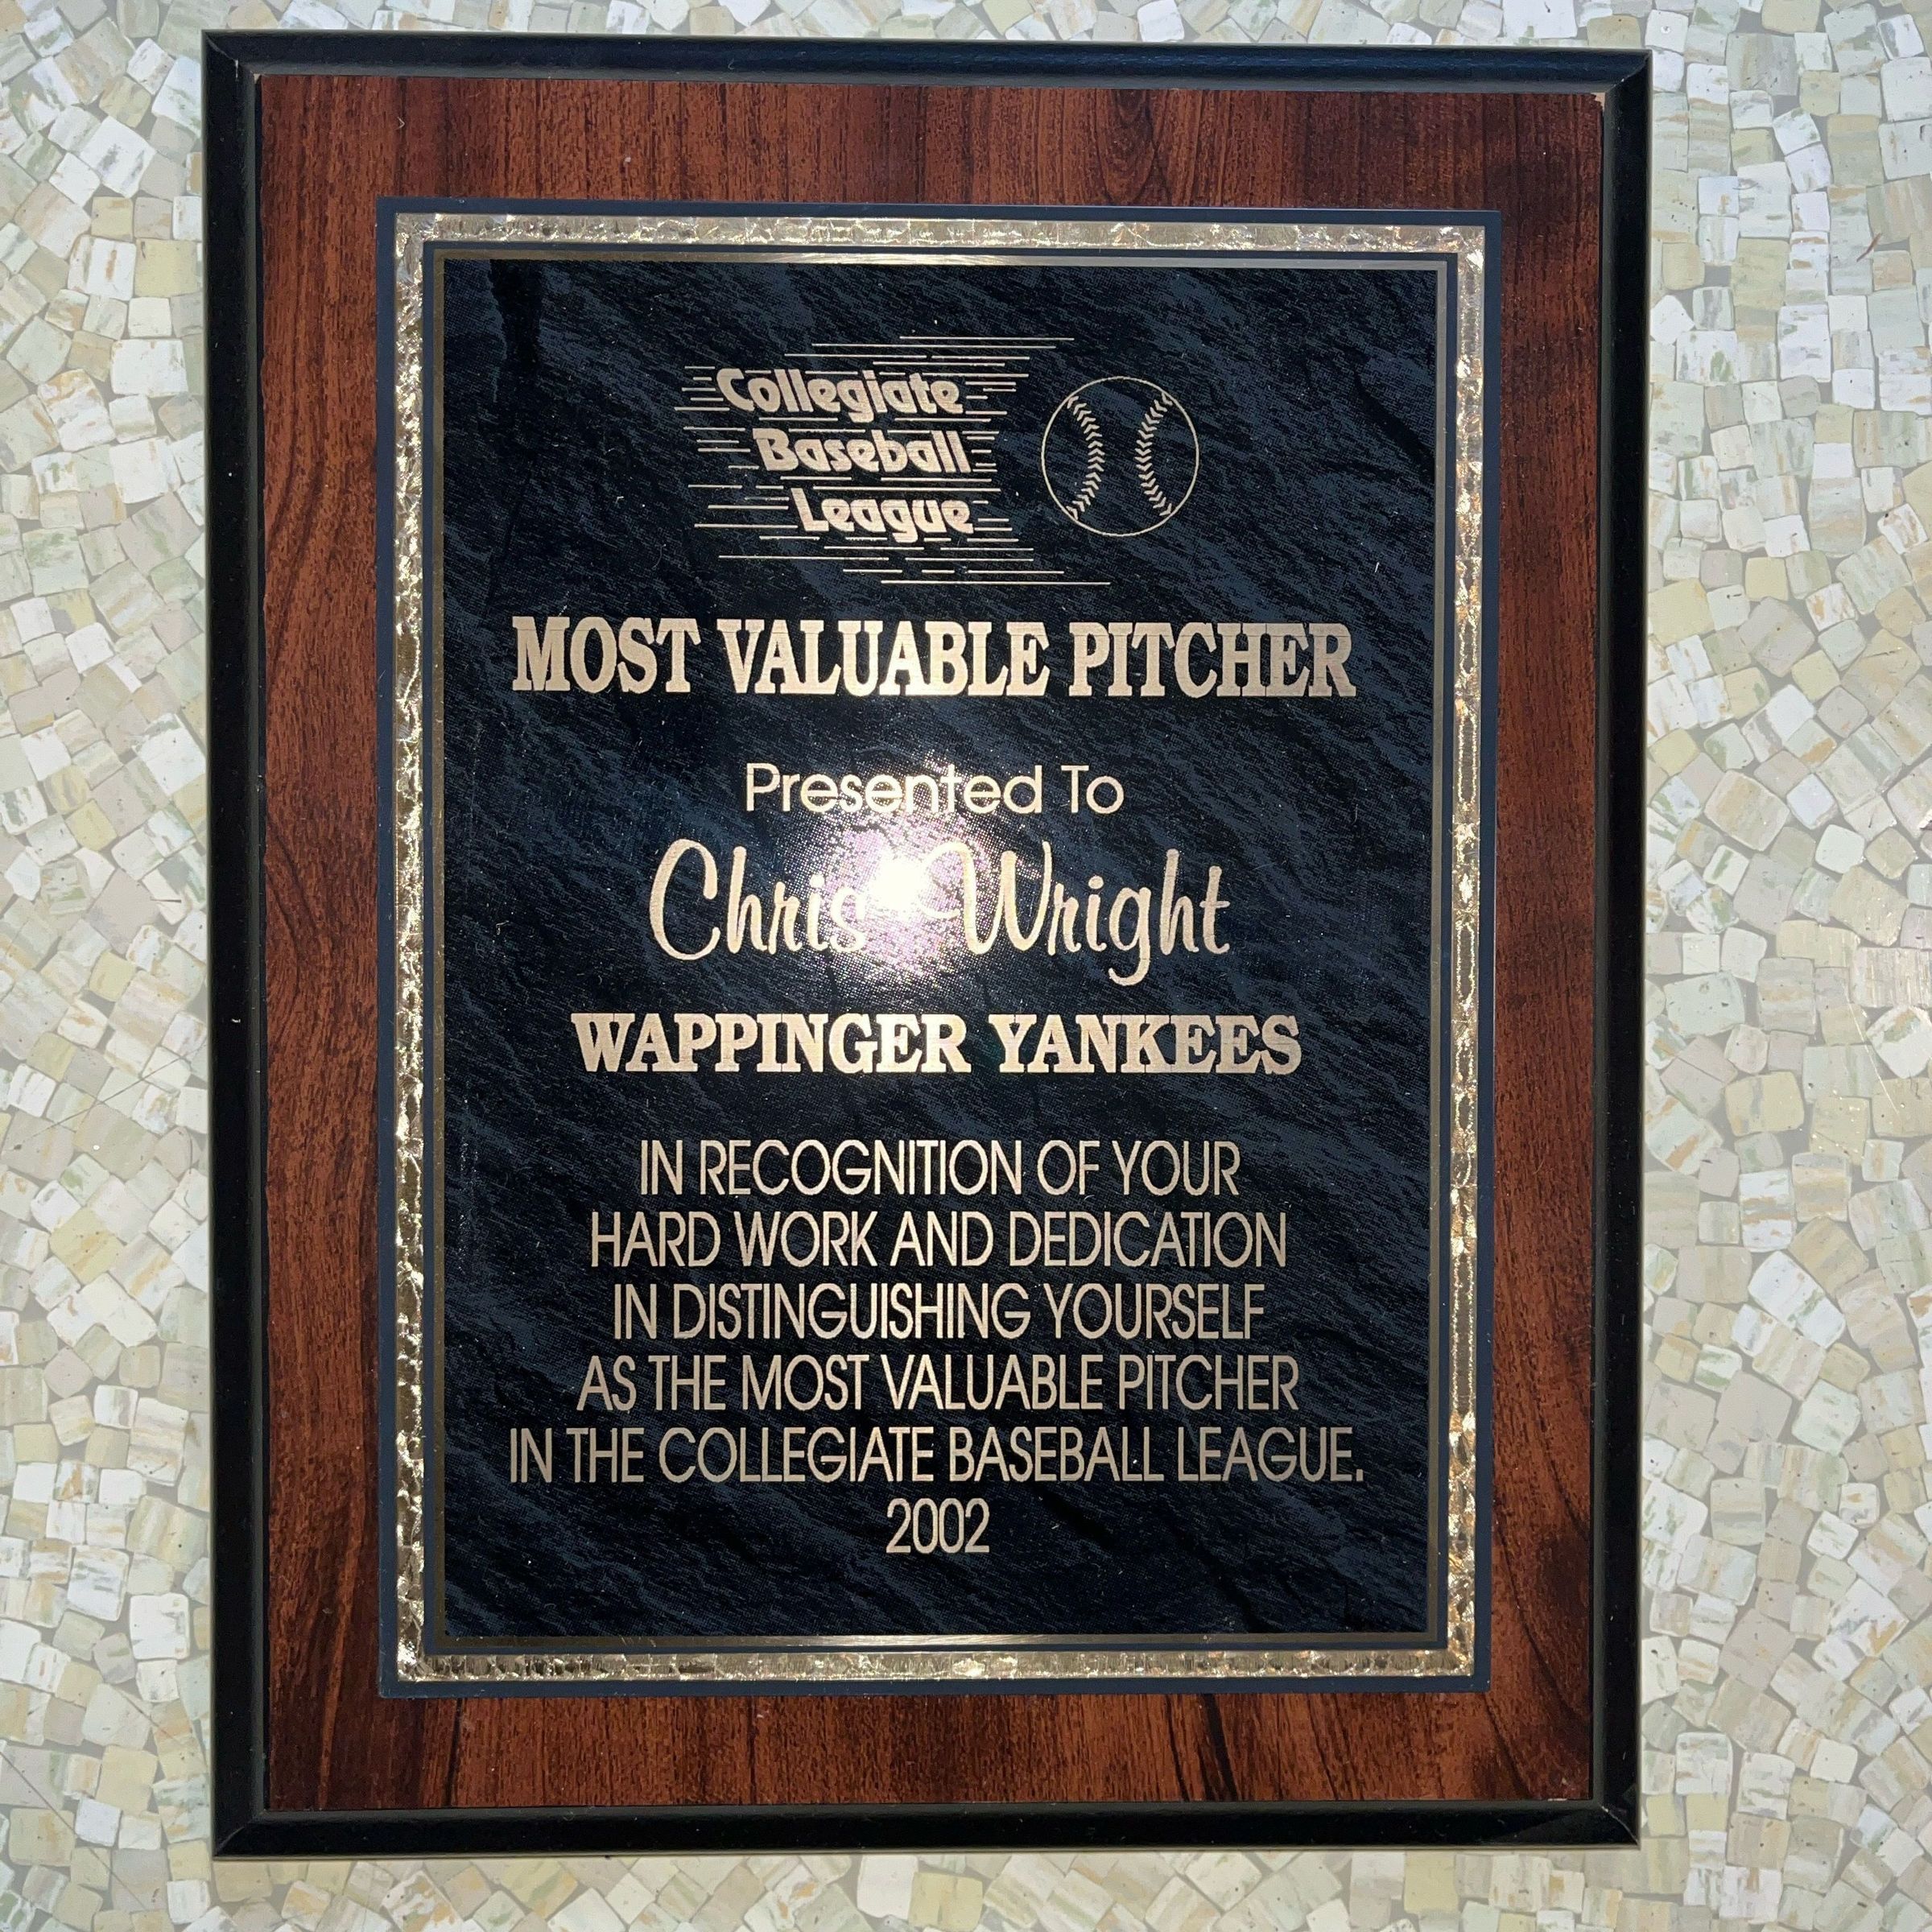 Collegiate
Baseball
League
MOST VALUABLE PITCHER
Presented To
Chris Wright
WAPPINGER YANKEES
IN RECOGNITION OF YOUR
HARD WORK AND DEDICATION
IN DISTINGUISHING YOURSELF
AS THE MOST VALUABLE PITCHER
IN THE COLLEGIATE BASEBALL LEAGUE.
2002